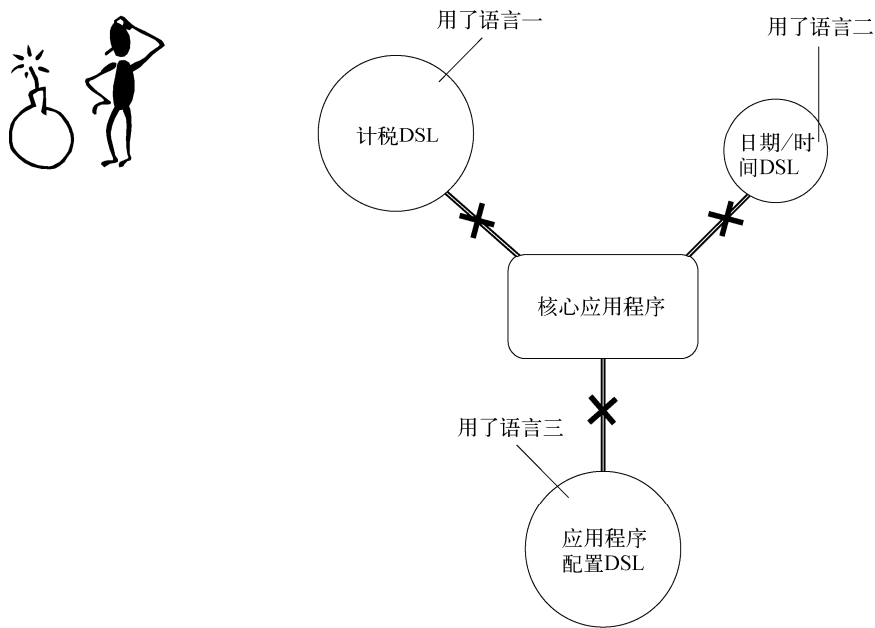 用了语言一
用了语言二
计税DSL
日期/时
间DSL
核心应用程序
用了语言三
应用程序
配置DSL